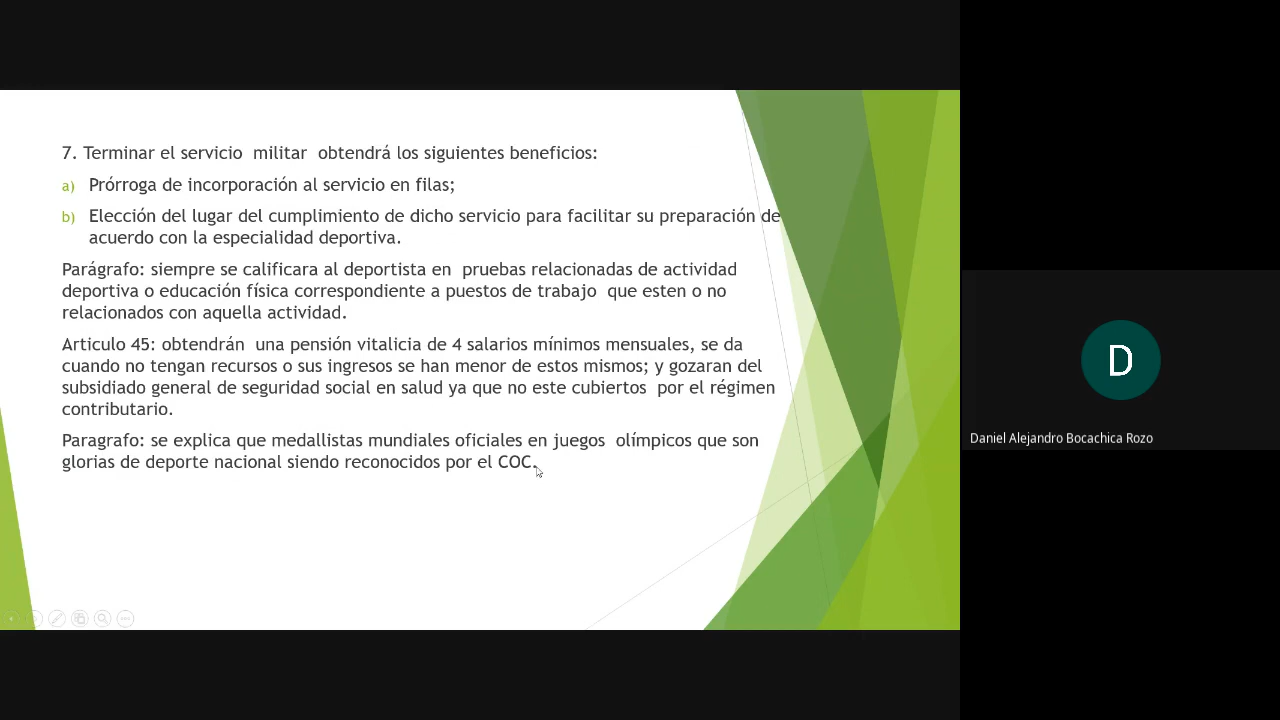 7. Terminar el servicio militar obtendrá los siguientes beneficios:
a) Prórroga de incorporación al servicio en filas;
b) Elección del lugar del cumplimiento de dicho servicio para facilitar su preparación de
acuerdo con la especialidad deportiva.
Parágrafo: siempre se calificara al deportista en pruebas relacionadas de actividad
deportiva o educación física correspondiente a puestos de trabajo que esten o no
relacionados con aquella actividad.
Articulo 45: obtendrán una pensión vitalicia de 4 salarios mínimos mensuales, se da
cuando no tengan recursos o sus ingresos se han menor de estos mismos; y gozaran del
subsidiado general de seguridad social en salud ya que no este cubiertos por el régimen
contributario.
Paragrafo: se explica que medallistas mundiales oficiales en juegos olímpicos que son
glorias de deporte nacional siendo reconocidos por el COC.
D
Daniel Alejandro Bocachica Rozo